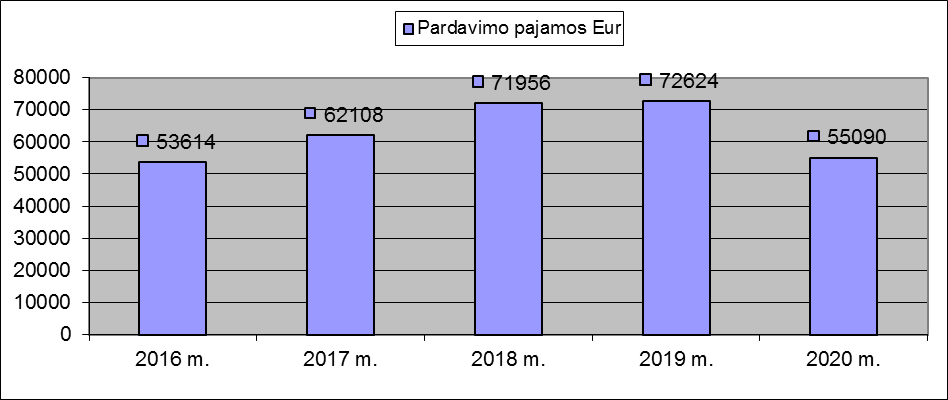 Pardavimo pajamos Eur
80000
70000
60000
50000
40000
30000
20000
10000
0
53614
62108
71956
72624
55090
2016 m.
2017 m.
2018 m.
2019 m.
2020 m.